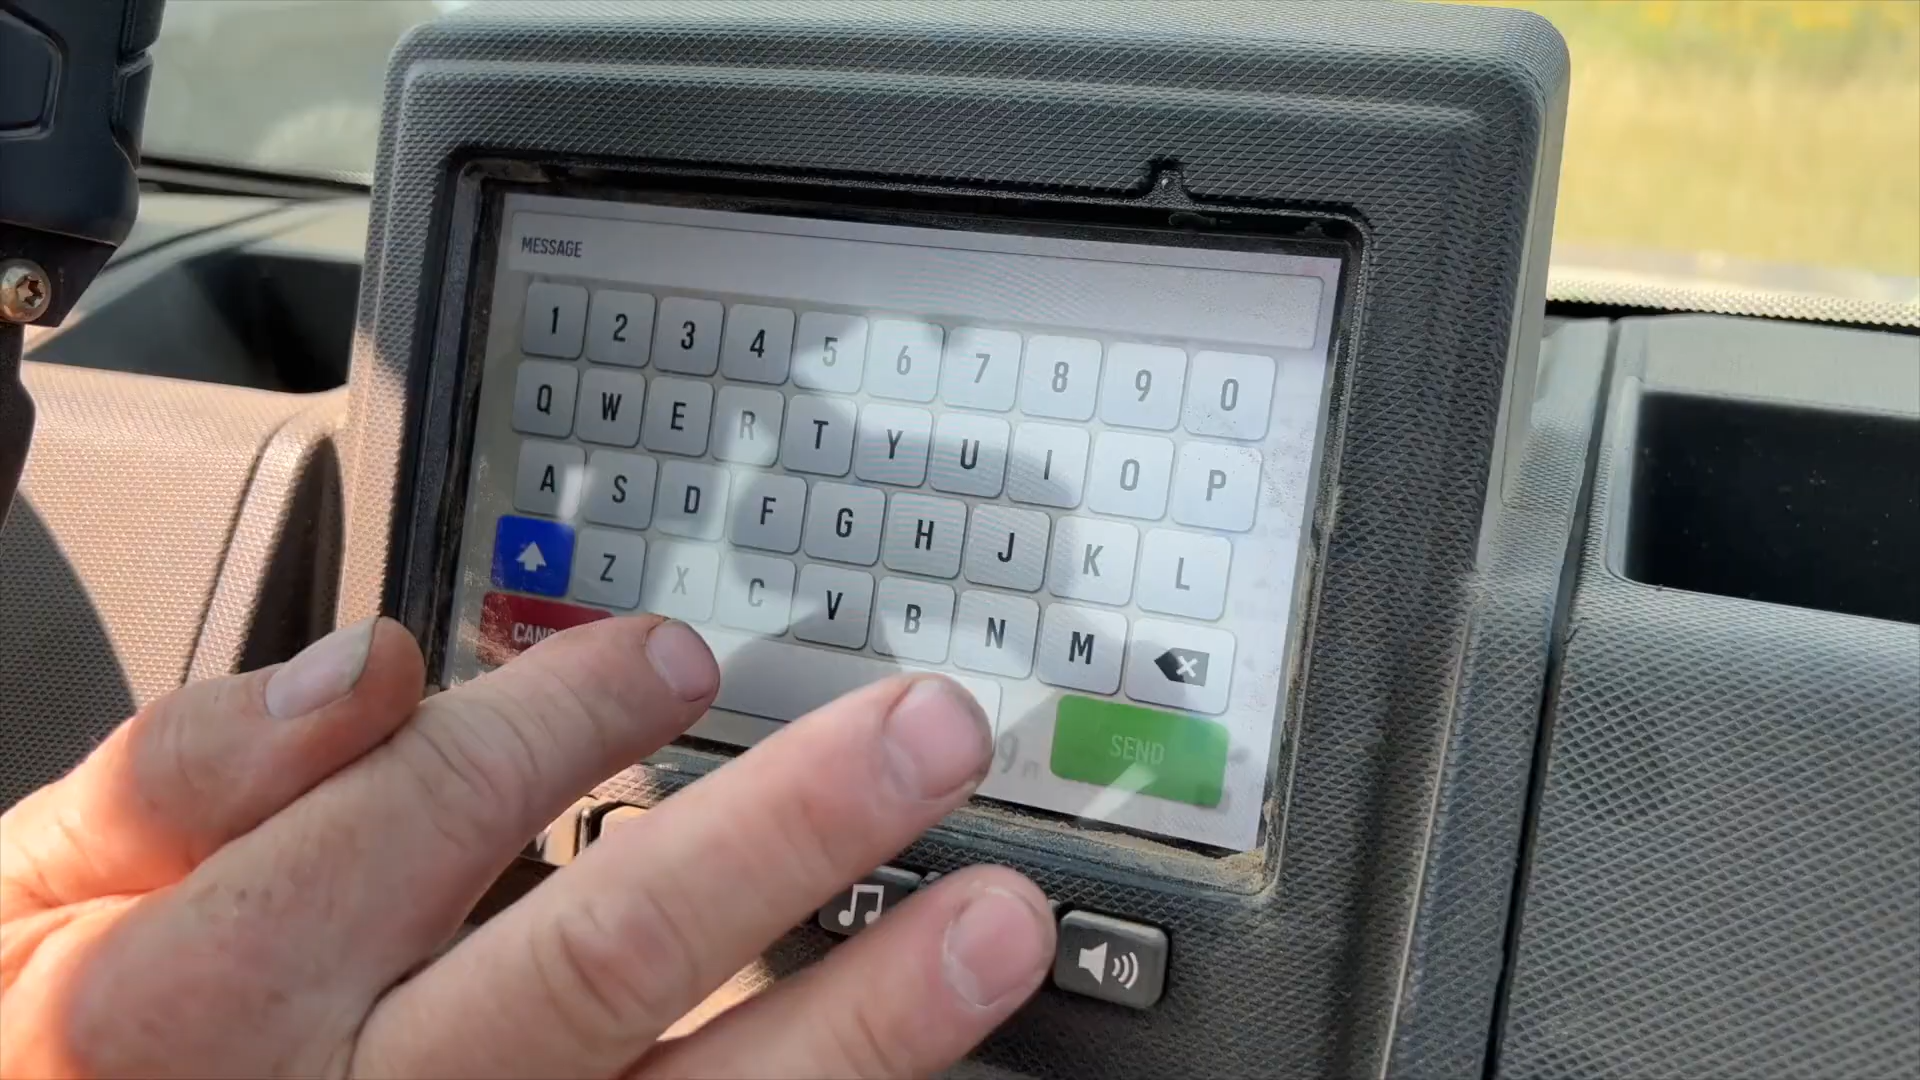 MESSAGE
1 2 3 4 5 6 7 8 9 0
Q W E R T Y U I O P
A S D F G H J K L
Z X C V B N M
SEND